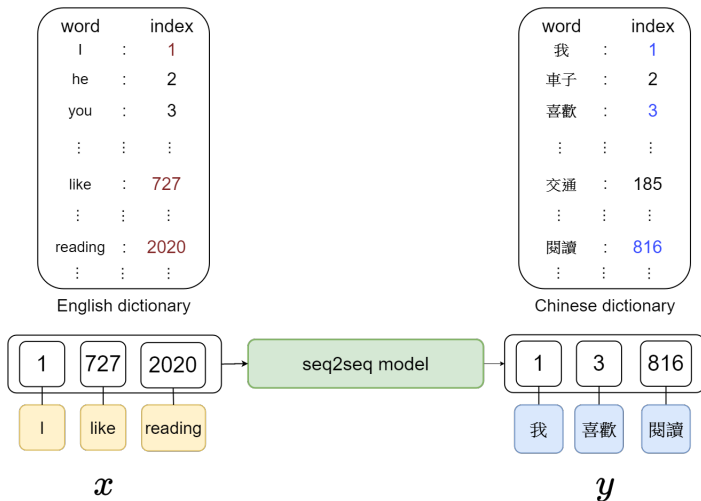 word index
I : 1
he : 2
you : 3
⋮ ⋮ ⋮
like : 727
⋮ ⋮ ⋮
reading : 2020
⋮ ⋮ ⋮
English dictionary
word index
我 : 1
車子 : 2
喜歡 : 3
⋮ ⋮ ⋮
交通 : 185
⋮ ⋮ ⋮
閱讀 : 816
⋮ ⋮ ⋮
Chinese dictionary
1 727 2020
seq2seq model
1 3 816
I like reading
我 喜歡 閱讀
x
y